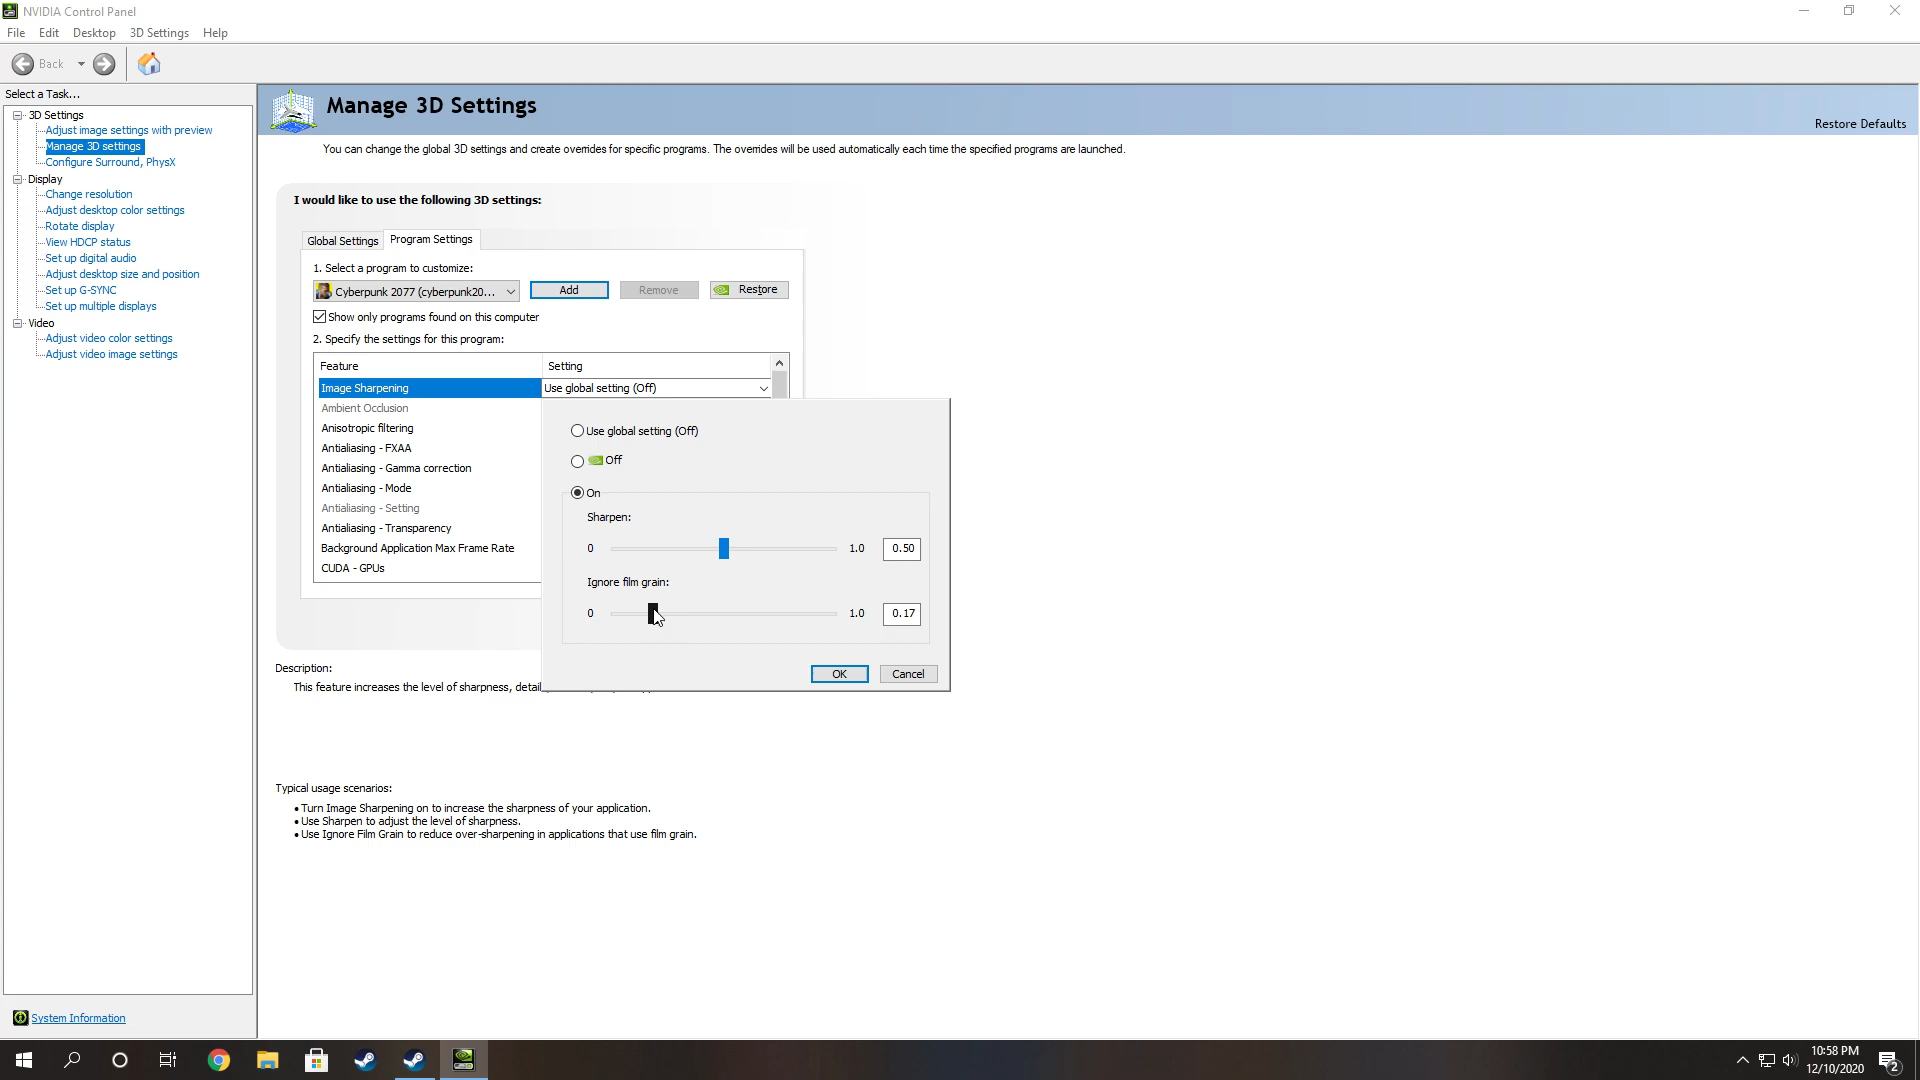 NVIDIA Control Panel
File Edit Desktop 3D Settings Help
Back
Select a Task...
3D Settings
Adjust image settings with preview
Manage 3D settings
Configure Surround, PhysX
Display
Change resolution
Adjust desktop color settings
Rotate display
View HDCP status
Set up digital audio
Adjust desktop size and position
Set up G-SYNC
Set up multiple displays
Video
Adjust video color settings
Adjust video image settings
System Information
Manage 3D Settings
Restore Defaults
You can change the global 3D settings and create overrides for specific programs. The overrides will be used automatically each time the specified programs are launched.
I would like to use the following 3D settings:
Global Settings Program Settings
1. Select a program to customize:
Cyberpunk 2077 (cyberpunk20... Add Remove Restore
Show only programs found on this computer
2. Specify the settings for this program:
Feature Setting
Image Sharpening Use global setting (Off)
Ambient Occlusion
Anisotropic filtering
Antialiasing - FXAA
Antialiasing - Gamma correction
Antialiasing - Mode
Antialiasing - Setting
Antialiasing - Transparency
Background Application Max Frame Rate
CUDA - GPUs
Use global setting (Off)
Off
On
Sharpen:
0 1.0 0.50
Ignore film grain:
0 1.0 0.17
OK Cancel
Description:
This feature increases the level of sharpness, detail
Typical usage scenarios:
• Turn Image Sharpening on to increase the sharpness of your application.
• Use Sharpen to adjust the level of sharpness.
• Use Ignore Film Grain to reduce over-sharpening in applications that use film grain.
10:58 PM
12/10/2020
2